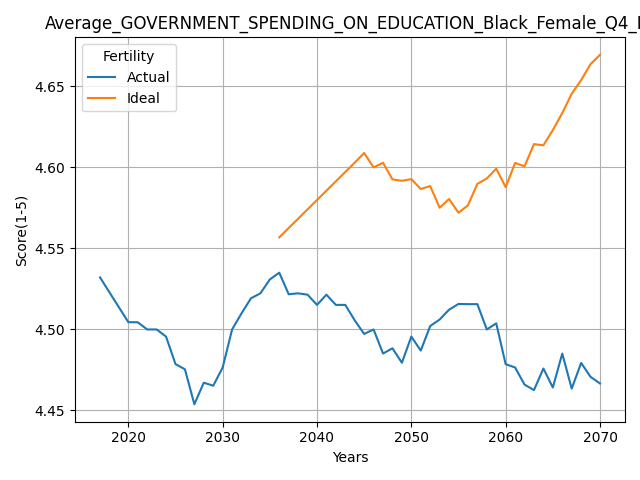 Average_GOVERNMENT_SPENDING_ON_EDUCATION_Black_Female_Q4_
Fertility
Actual
Ideal
4.65
4.60
4.55
4.50
4.45
Score(1-5)
2020 2030 2040 2050 2060 2070
Years